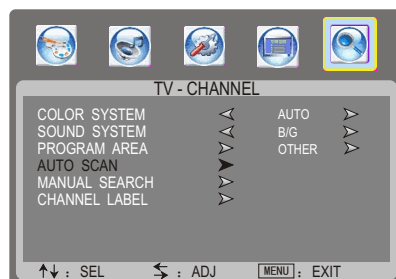 TV - CHANNEL
COLOR SYSTEM AUTO
SOUND SYSTEM B/G
PROGRAM AREA OTHER
AUTO SCAN
MANUAL SEARCH
CHANNEL LABEL
: SEL : ADJ MENU : EXIT